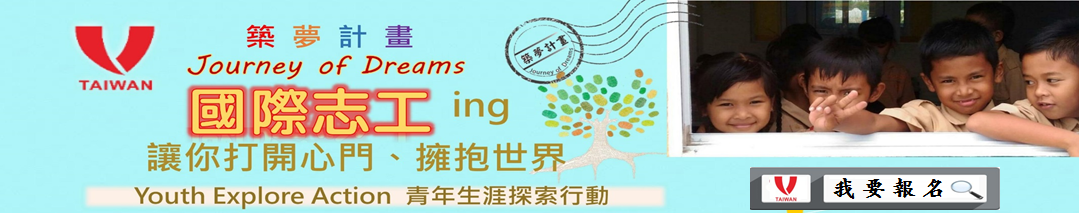 TAIWAN
築夢計畫
Journey of Dreams
國際志工 ing
讓你打開心門、擁抱世界
Youth Explore Action 青年生涯探索行動
築夢計畫
Journey of Dreams
TAIWAN
我要報名